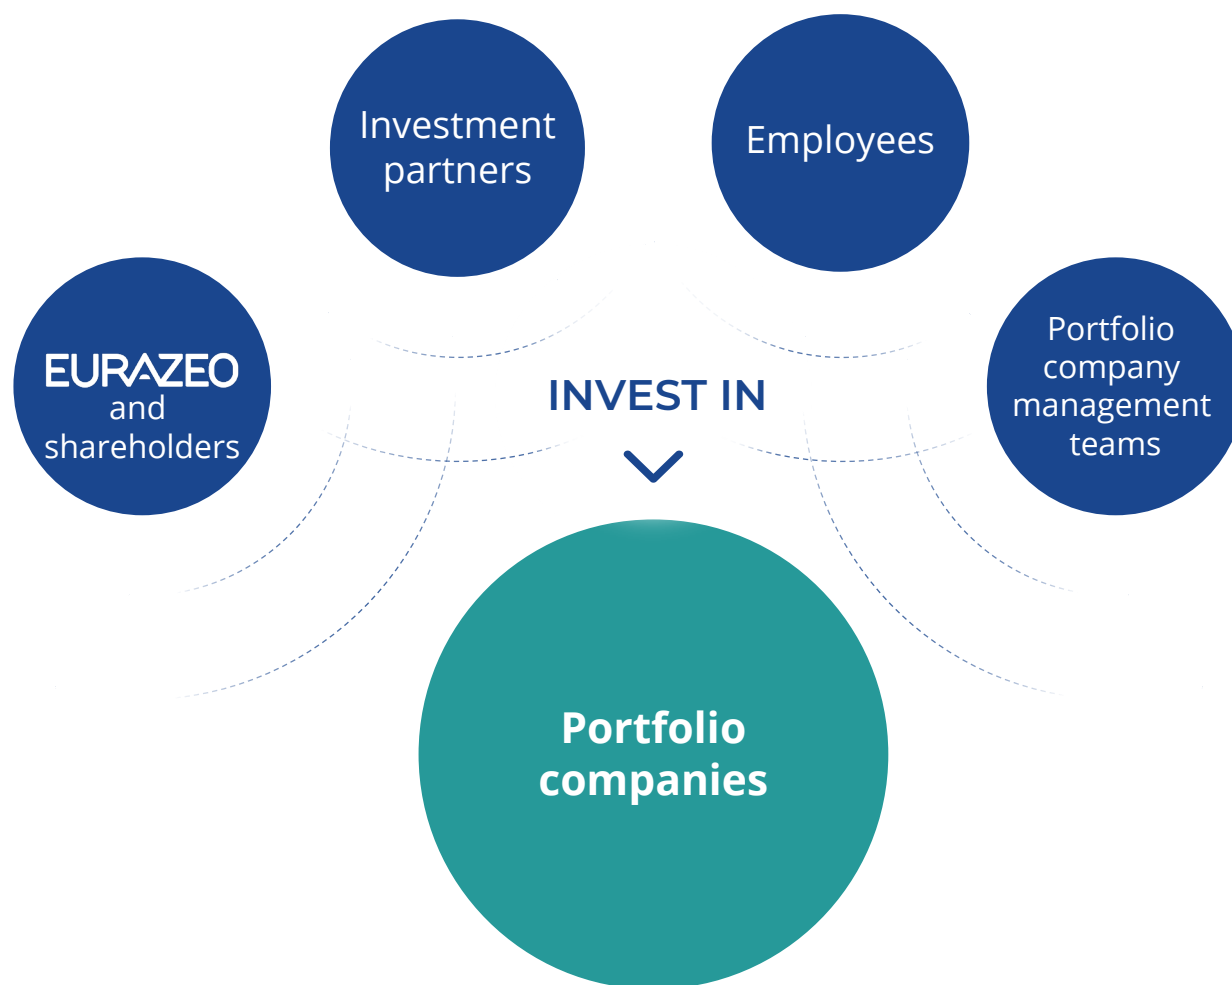 Investment
partners
Employees
EURAZEO
and
shareholders
Portfolio
company
management
teams
INVEST IN
Portfolio
companies